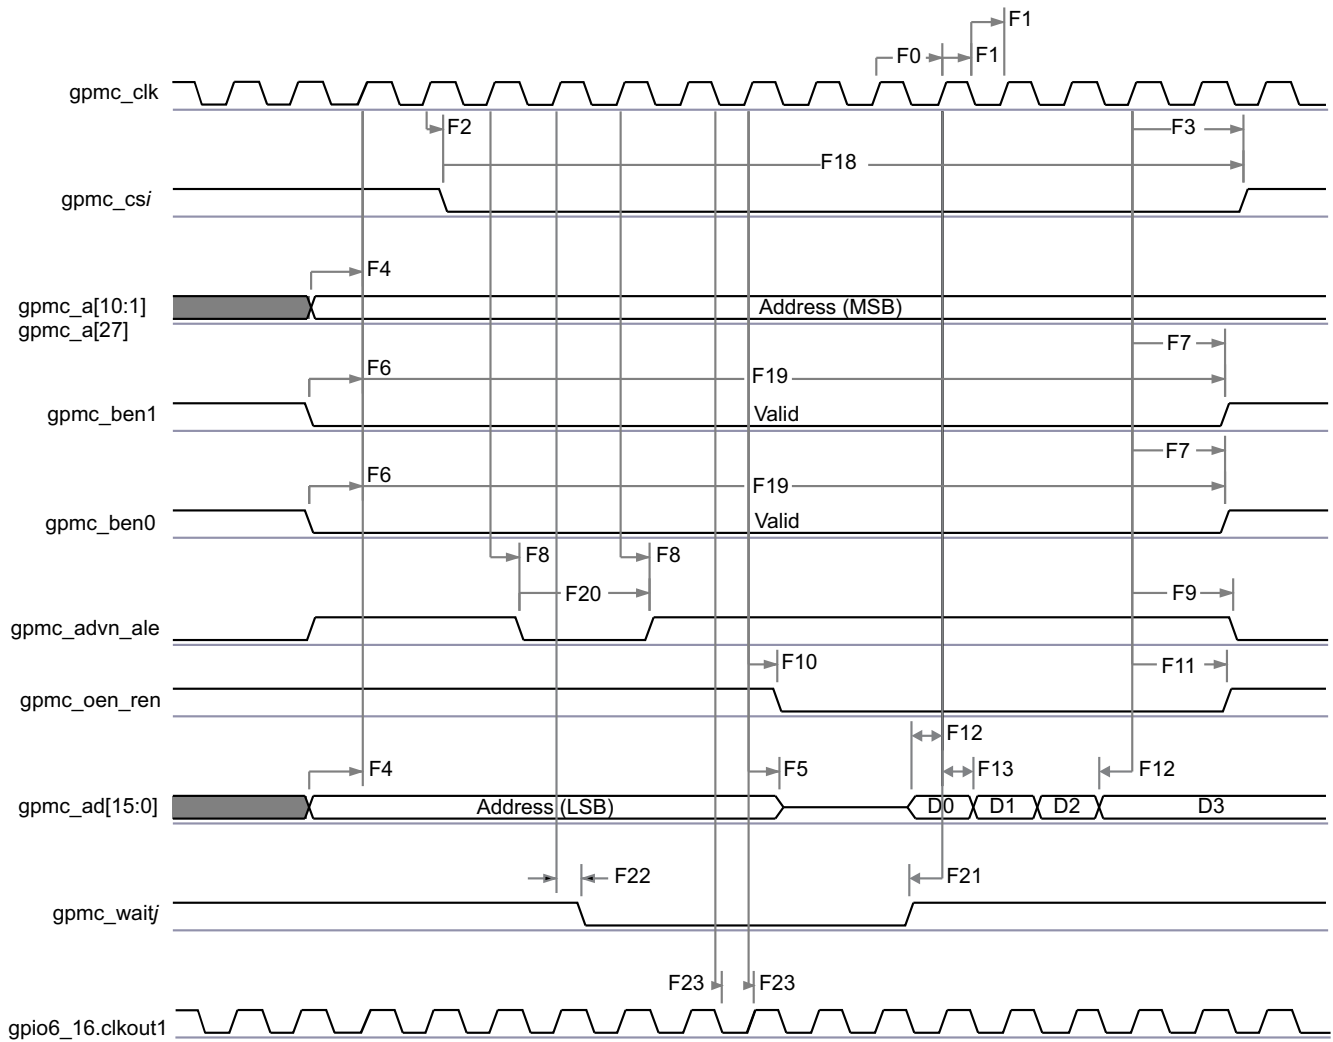 F1
F0 F1
gpmc_clk
F2 F3
F18
gpmc_csi
F4
gpmc_a[10:1] Address (MSB)
gpmc_a[27]
F7
F6 F19
gpmc_ben1 Valid
F7
F6 F19
gpmc_ben0 Valid
F8 F8
F20 F9
gpmc_advn_ale
F10 F11
gpmc_oen_ren
F12
F4 F5 F13 F12
gpmc_ad[15:0] Address (LSB) D0 D1 D2 D3
F22 F21
gpmc_waitj
F23 F23
gpio6_16.clkout1